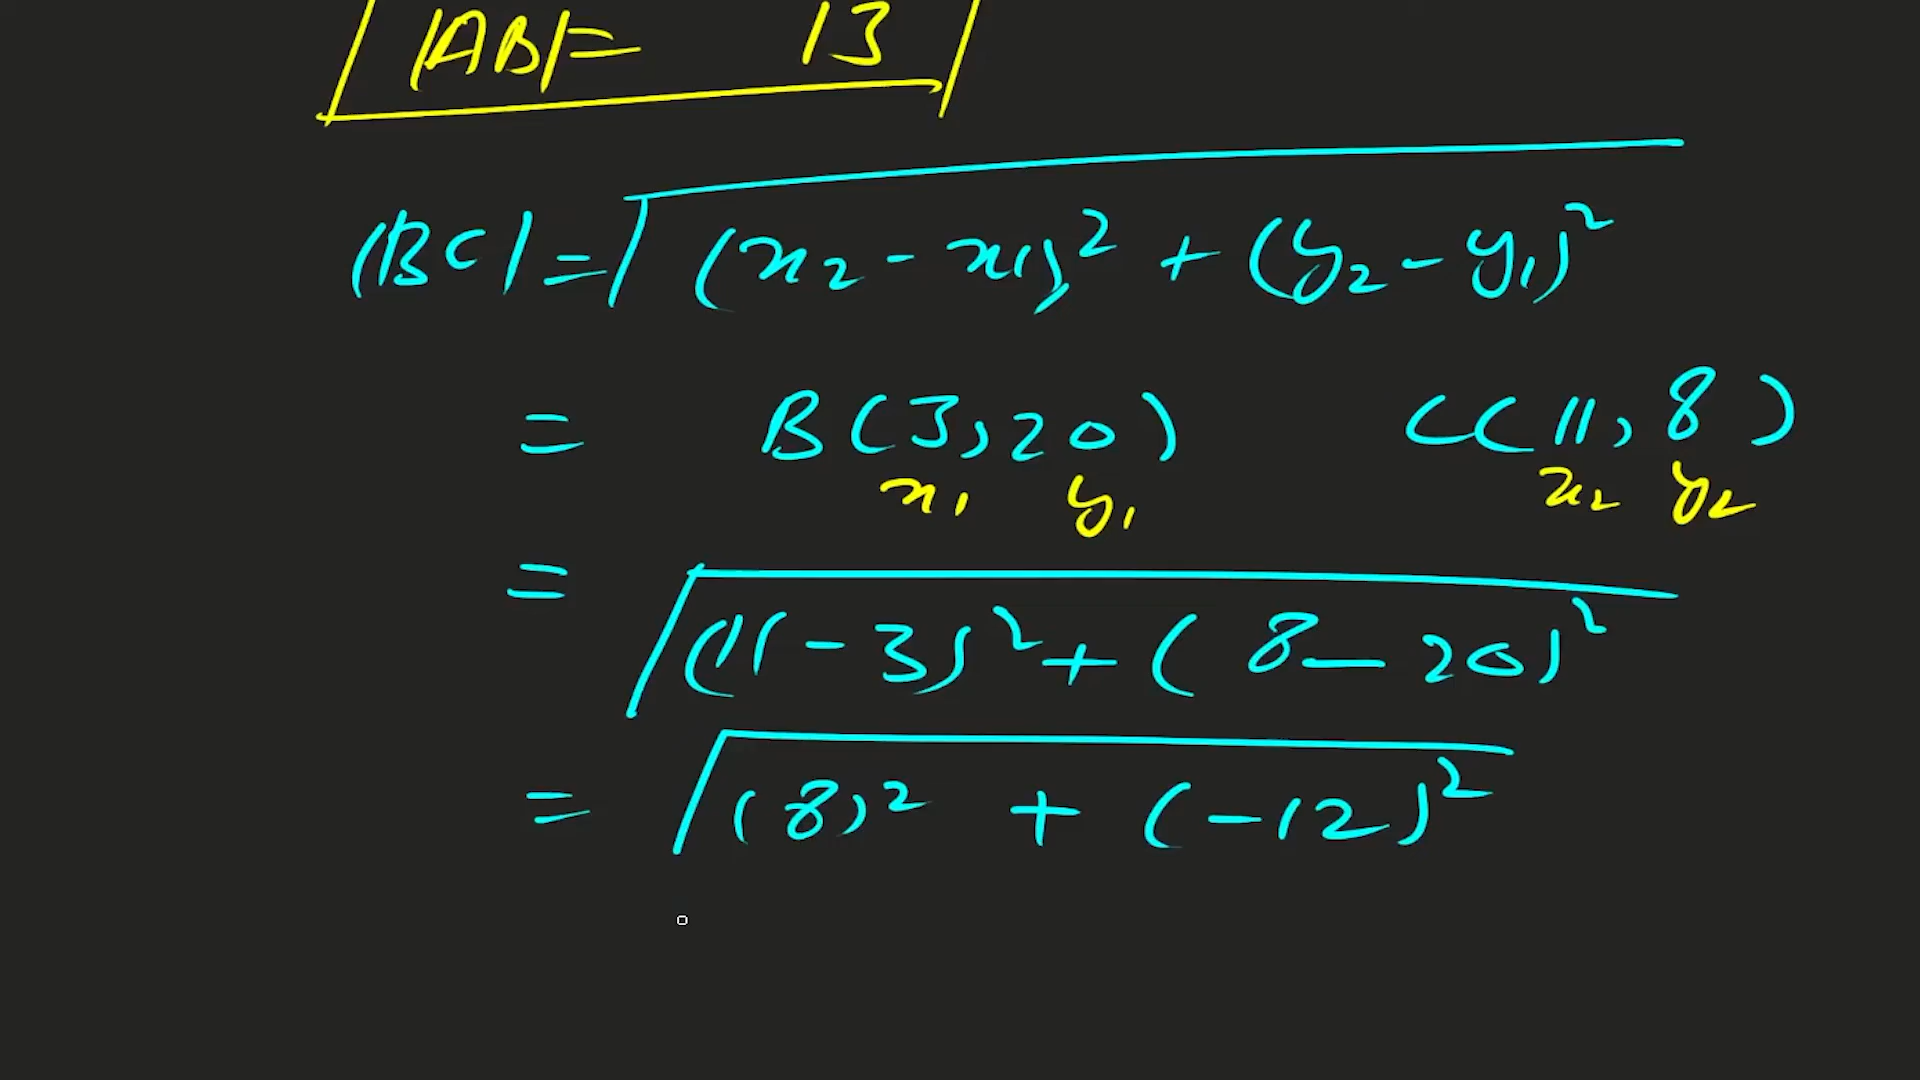 |AB| = 13
|BC| = √(x₂ - x₁)² + (y₂ - y₁)²
= B(3, 20) C(11, 8)
x₁ y₁ x₂ y₂
= √(11 - 3)² + (8 - 20)²
= √(8)² + (-12)²